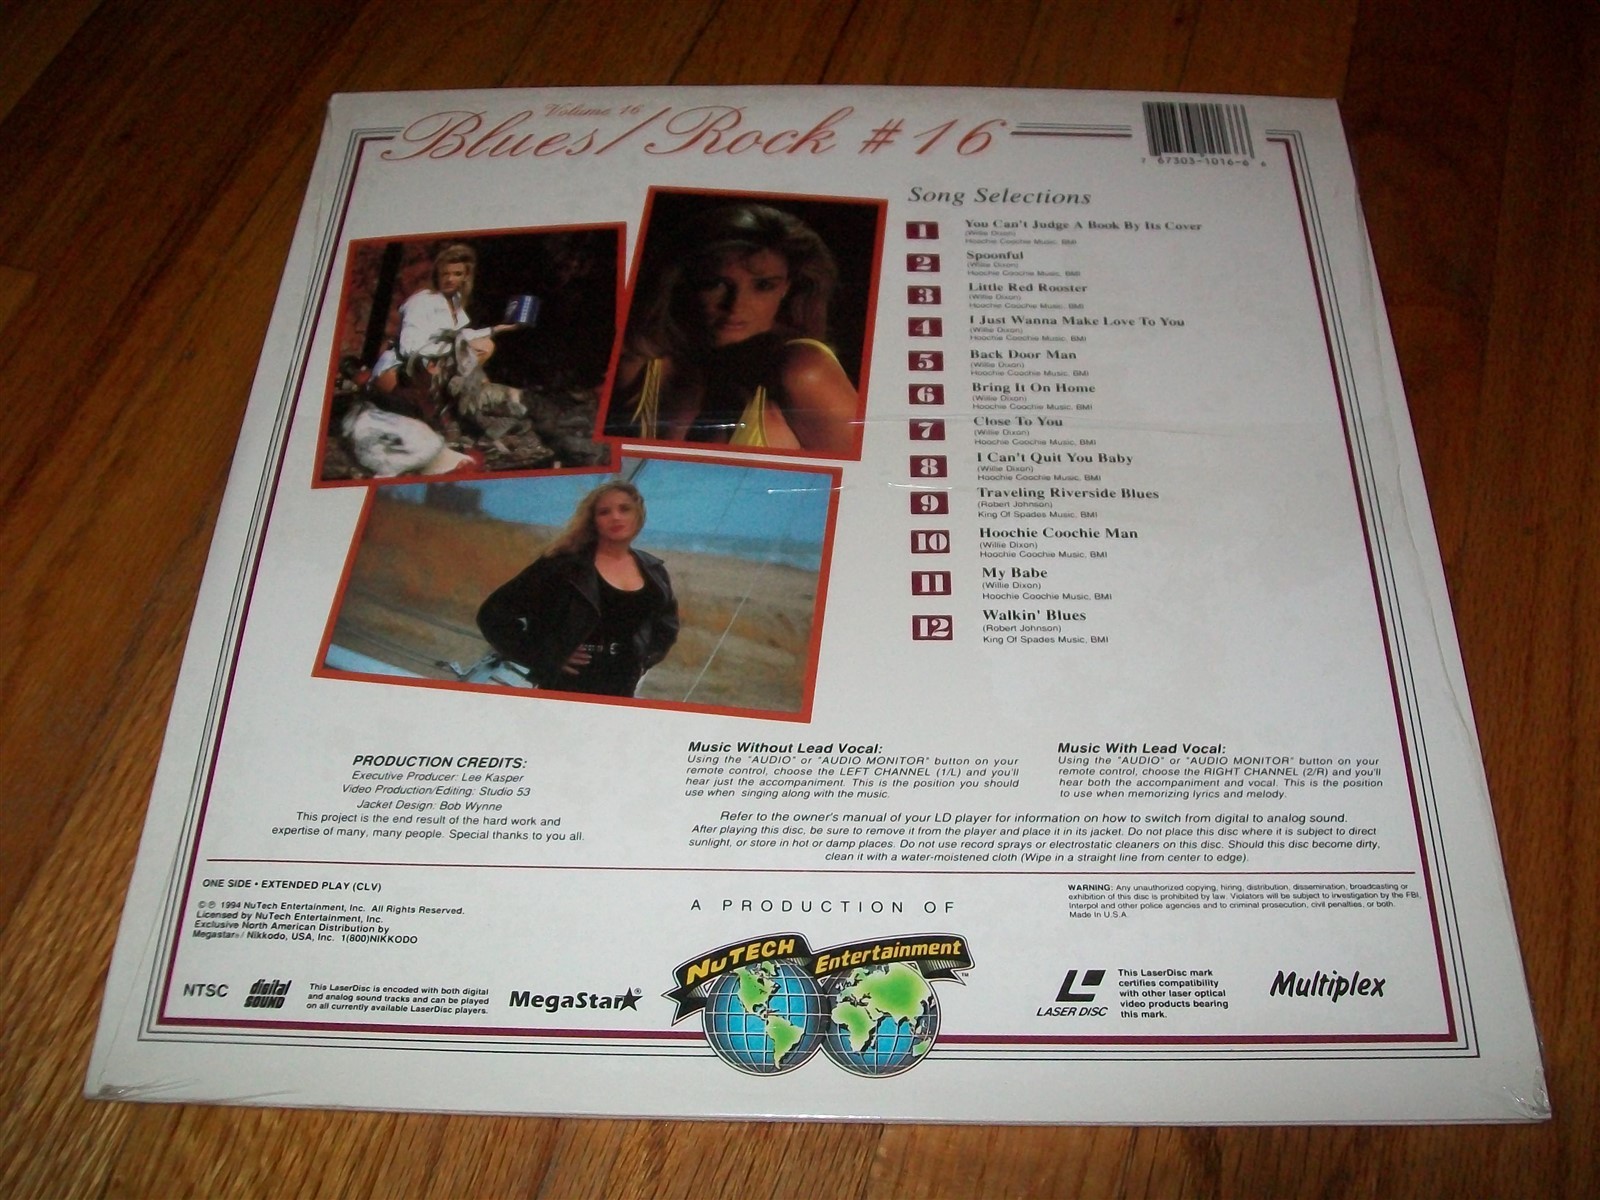 Volume 16
Blues/Rock #16
7 67303-1016-6 6
Song Selections
1 You Can't Judge A Book By Its Cover
(Willie Dixon)
Hoochie Coochie Music, BMI
2 Spoonful
(Willie Dixon)
Hoochie Coochie Music, BMI
3 Little Red Rooster
(Willie Dixon)
Hoochie Coochie Music, BMI
4 I Just Wanna Make Love To You
(Willie Dixon)
Hoochie Coochie Music, BMI
5 Back Door Man
(Willie Dixon)
Hoochie Coochie Music, BMI
6 Bring It On Home
(Willie Dixon)
Hoochie Coochie Music, BMI
7 Close To You
(Willie Dixon)
Hoochie Coochie Music, BMI
8 I Can't Quit You Baby
(Willie Dixon)
Hoochie Coochie Music, BMI
9 Traveling Riverside Blues
(Robert Johnson)
King Of Spades Music, BMI
10 Hoochie Coochie Man
(Willie Dixon)
Hoochie Coochie Music, BMI
11 My Babe
(Willie Dixon)
Hoochie Coochie Music, BMI
12 Walkin' Blues
(Robert Johnson)
King Of Spades Music, BMI
PRODUCTION CREDITS:
Executive Producer: Lee Kasper
Video Production/Editing: Studio 53
Jacket Design: Bob Wynne
This project is the end result of the hard work and
expertise of many, many people. Special thanks to you all.
Music Without Lead Vocal:
Using the "AUDIO" or "AUDIO MONITOR" button on your
remote control, choose the LEFT CHANNEL (1/L) and you'll
hear just the accompaniment. This is the position you should
use when singing along with the music.
Music With Lead Vocal:
Using the "AUDIO" or "AUDIO MONITOR" button on your
remote control, choose the RIGHT CHANNEL (2/R) and you'll
hear both the accompaniment and vocal. This is the position
to use when memorizing lyrics and melody.
Refer to the owner's manual of your LD player for information on how to switch from digital to analog sound.
After playing this disc, be sure to remove it from the player and place it in its jacket. Do not place this disc where it is subject to direct
sunlight, or store in hot or damp places. Do not use record sprays or electrostatic cleaners on this disc. Should this disc become dirty,
clean it with a water-moistened cloth (Wipe in a straight line from center to edge).
ONE SIDE • EXTENDED PLAY (CLV)
©℗ 1994 NuTech Entertainment, Inc. All Rights Reserved.
Licensed by NuTech Entertainment, Inc.
Exclusive North American Distribution by
Megastar®/ Nikkodo, USA, Inc. 1(800)NIKKODO
A PRODUCTION OF
WARNING: Any unauthorized copying, hiring, distribution, dissemination, broadcasting or
exhibition of this disc is prohibited by law. Violators will be subject to investigation by the FBI,
Interpol and other police agencies and to criminal prosecution, civil penalties, or both.
Made In U.S.A.
NTSC
digital
SOUND
This LaserDisc is encoded with both digital
and analog sound tracks and can be played
on all currently available LaserDisc players.
MegaStar®
NuTECH Entertainment™
LASER DISC
This LaserDisc mark
certifies compatibility
with other laser optical
video products bearing
this mark.
Multiplex